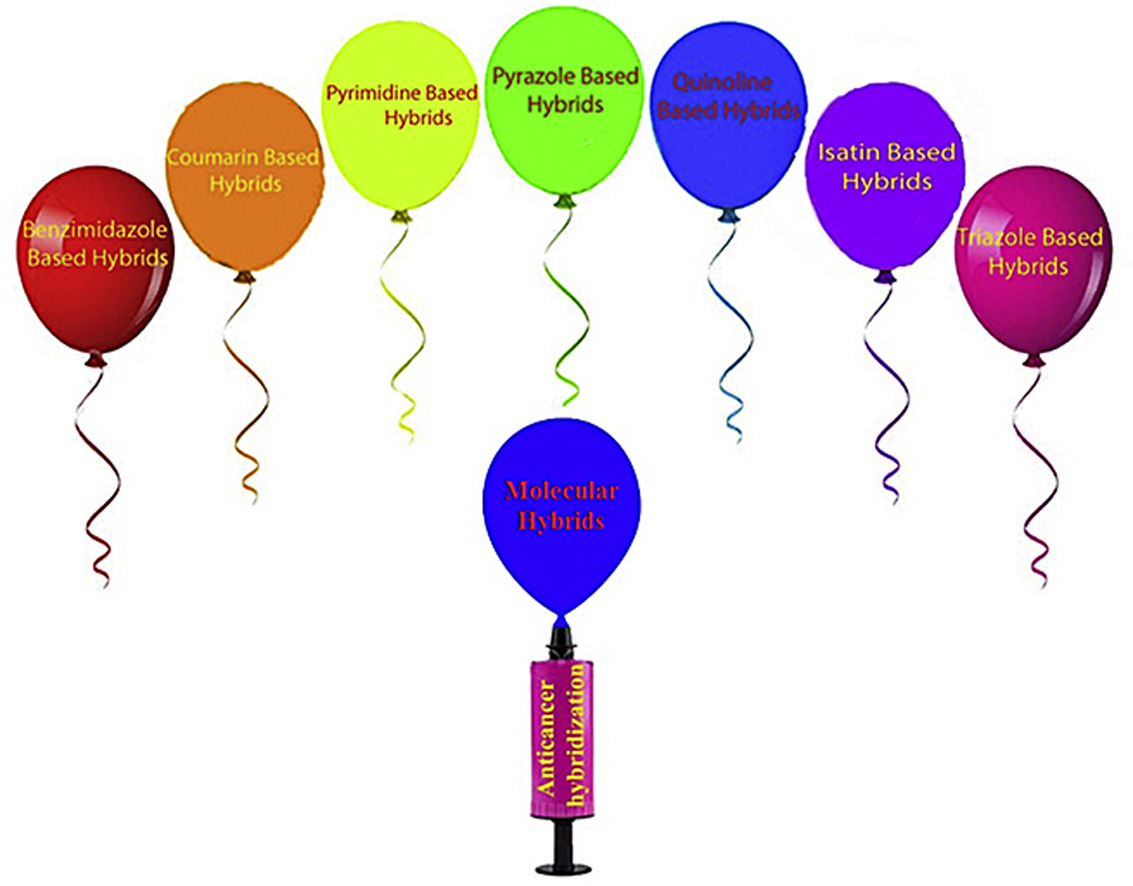 Benzimidazole
Based Hybrids
Coumarin Based
Hybrids
Pyrimidine Based
Hybrids
Pyrazole Based
Hybrids
Quinoline
Based Hybrids
Isatin Based
Hybrids
Triazole Based
Hybrids
Molecular
Hybrids
Anticancer
hybridization